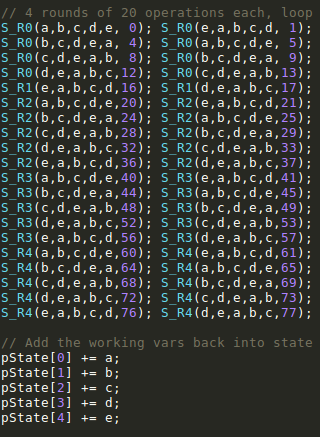 // 4 rounds of 20 operations each, loop
S_R0(a,b,c,d,e, 0); S_R0(e,a,b,c,d, 1);
S_R0(b,c,d,e,a, 4); S_R0(a,b,c,d,e, 5);
S_R0(c,d,e,a,b, 8); S_R0(b,c,d,e,a, 9);
S_R0(d,e,a,b,c,12); S_R0(c,d,e,a,b,13);
S_R1(e,a,b,c,d,16); S_R1(d,e,a,b,c,17);
S_R2(a,b,c,d,e,20); S_R2(e,a,b,c,d,21);
S_R2(b,c,d,e,a,24); S_R2(a,b,c,d,e,25);
S_R2(c,d,e,a,b,28); S_R2(b,c,d,e,a,29);
S_R2(d,e,a,b,c,32); S_R2(c,d,e,a,b,33);
S_R2(e,a,b,c,d,36); S_R2(d,e,a,b,c,37);
S_R3(a,b,c,d,e,40); S_R3(e,a,b,c,d,41);
S_R3(b,c,d,e,a,44); S_R3(a,b,c,d,e,45);
S_R3(c,d,e,a,b,48); S_R3(b,c,d,e,a,49);
S_R3(d,e,a,b,c,52); S_R3(c,d,e,a,b,53);
S_R3(e,a,b,c,d,56); S_R3(d,e,a,b,c,57);
S_R4(a,b,c,d,e,60); S_R4(e,a,b,c,d,61);
S_R4(b,c,d,e,a,64); S_R4(a,b,c,d,e,65);
S_R4(c,d,e,a,b,68); S_R4(b,c,d,e,a,69);
S_R4(d,e,a,b,c,72); S_R4(c,d,e,a,b,73);
S_R4(e,a,b,c,d,76); S_R4(d,e,a,b,c,77);
// Add the working vars back into state
pState[0] += a;
pState[1] += b;
pState[2] += c;
pState[3] += d;
pState[4] += e;